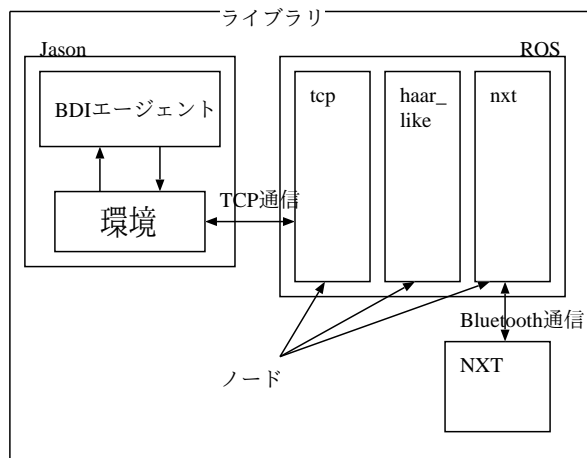 ライブラリ
Jason
ROS
BDIエージェント
環境
TCP通信
tcp
haar_
like
nxt
Bluetooth通信
NXT
ノード